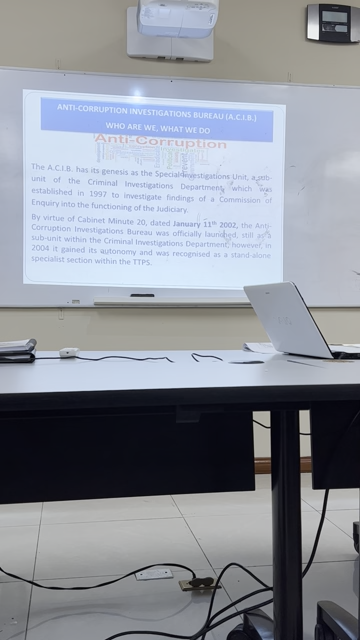 ANTI-CORRUPTION INVESTIGATIONS BUREAU (A.C.I.B.)
WHO ARE WE, WHAT WE DO
Anti-Corruption
The A.C.I.B. has its genesis as the Special Investigations Unit, a sub-
unit of the Criminal Investigations Department, which was
established in 1997 to investigate findings of a Commission of
Enquiry into the functioning of the Judiciary.
By virtue of Cabinet Minute 20, dated January 11th 2002, the Anti-
Corruption Investigations Bureau was officially launched, still as a
sub-unit within the Criminal Investigations Department; however, in
2004 it gained its autonomy and was recognised as a stand-alone
specialist section within the TTPS.